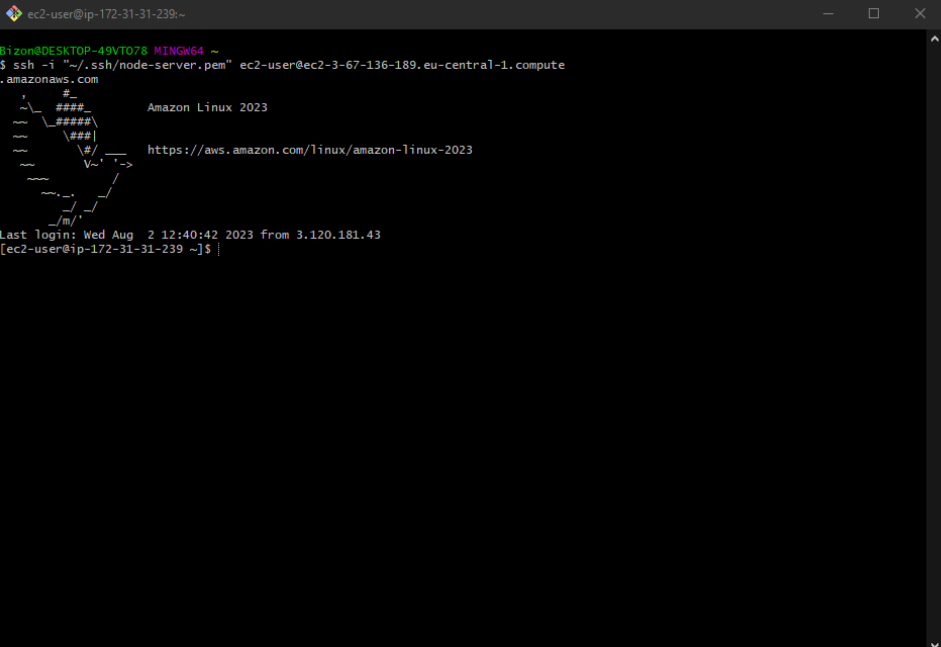 ec2-user@ip-172-31-31-239:~
Bizon@DESKTOP-49VTO78 MINGW64 ~
$ ssh -i "~/.ssh/node-server.pem" ec2-user@ec2-3-67-136-189.eu-central-1.compute
.amazonaws.com
   ,     #_
   ~\_  ####_        Amazon Linux 2023
  ~~  \_#####\
  ~~     \###|
  ~~       \#/ ___   https://aws.amazon.com/linux/amazon-linux-2023
   ~~       V~' '->
    ~~~         /
      ~~._.   _/
         _/ _/
       _/m/'
Last login: Wed Aug  2 12:40:42 2023 from 3.120.181.43
[ec2-user@ip-172-31-31-239 ~]$